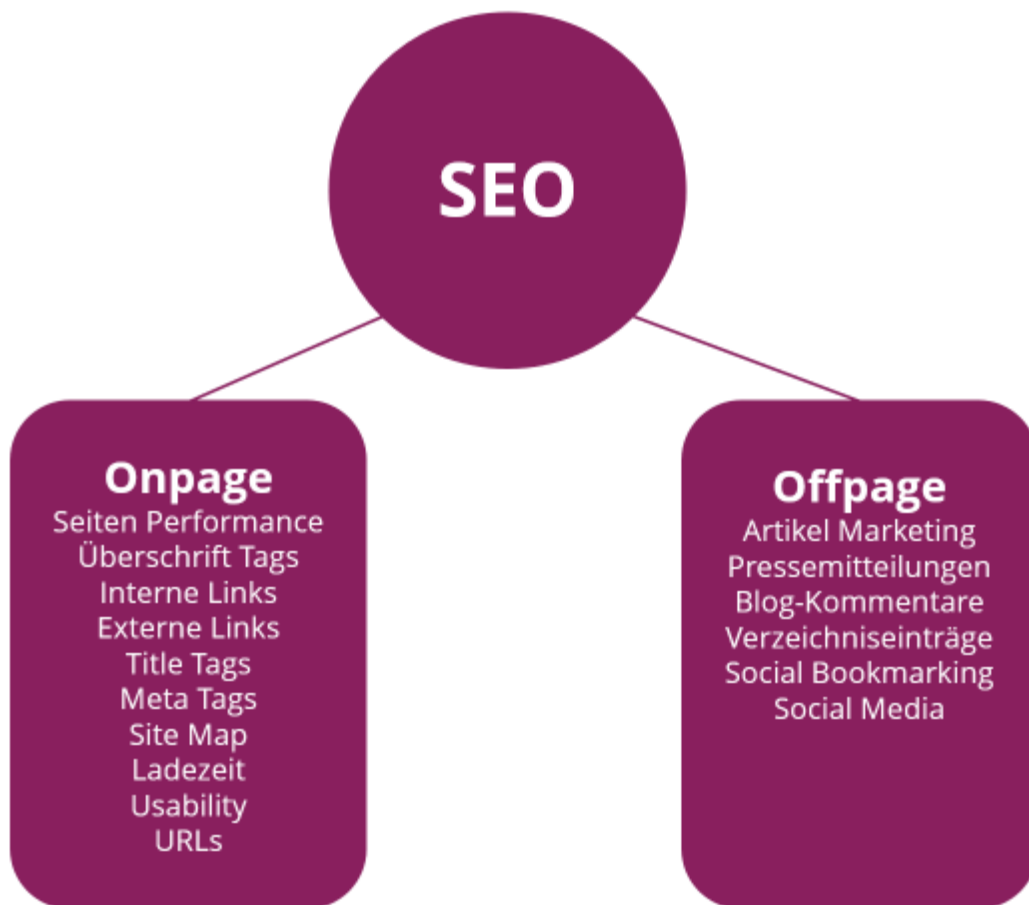 SEO
Onpage
Seiten Performance
Überschrift Tags
Interne Links
Externe Links
Title Tags
Meta Tags
Site Map
Ladezeit
Usability
URLs
Offpage
Artikel Marketing
Pressemitteilungen
Blog-Kommentare
Verzeichniseinträge
Social Bookmarking
Social Media